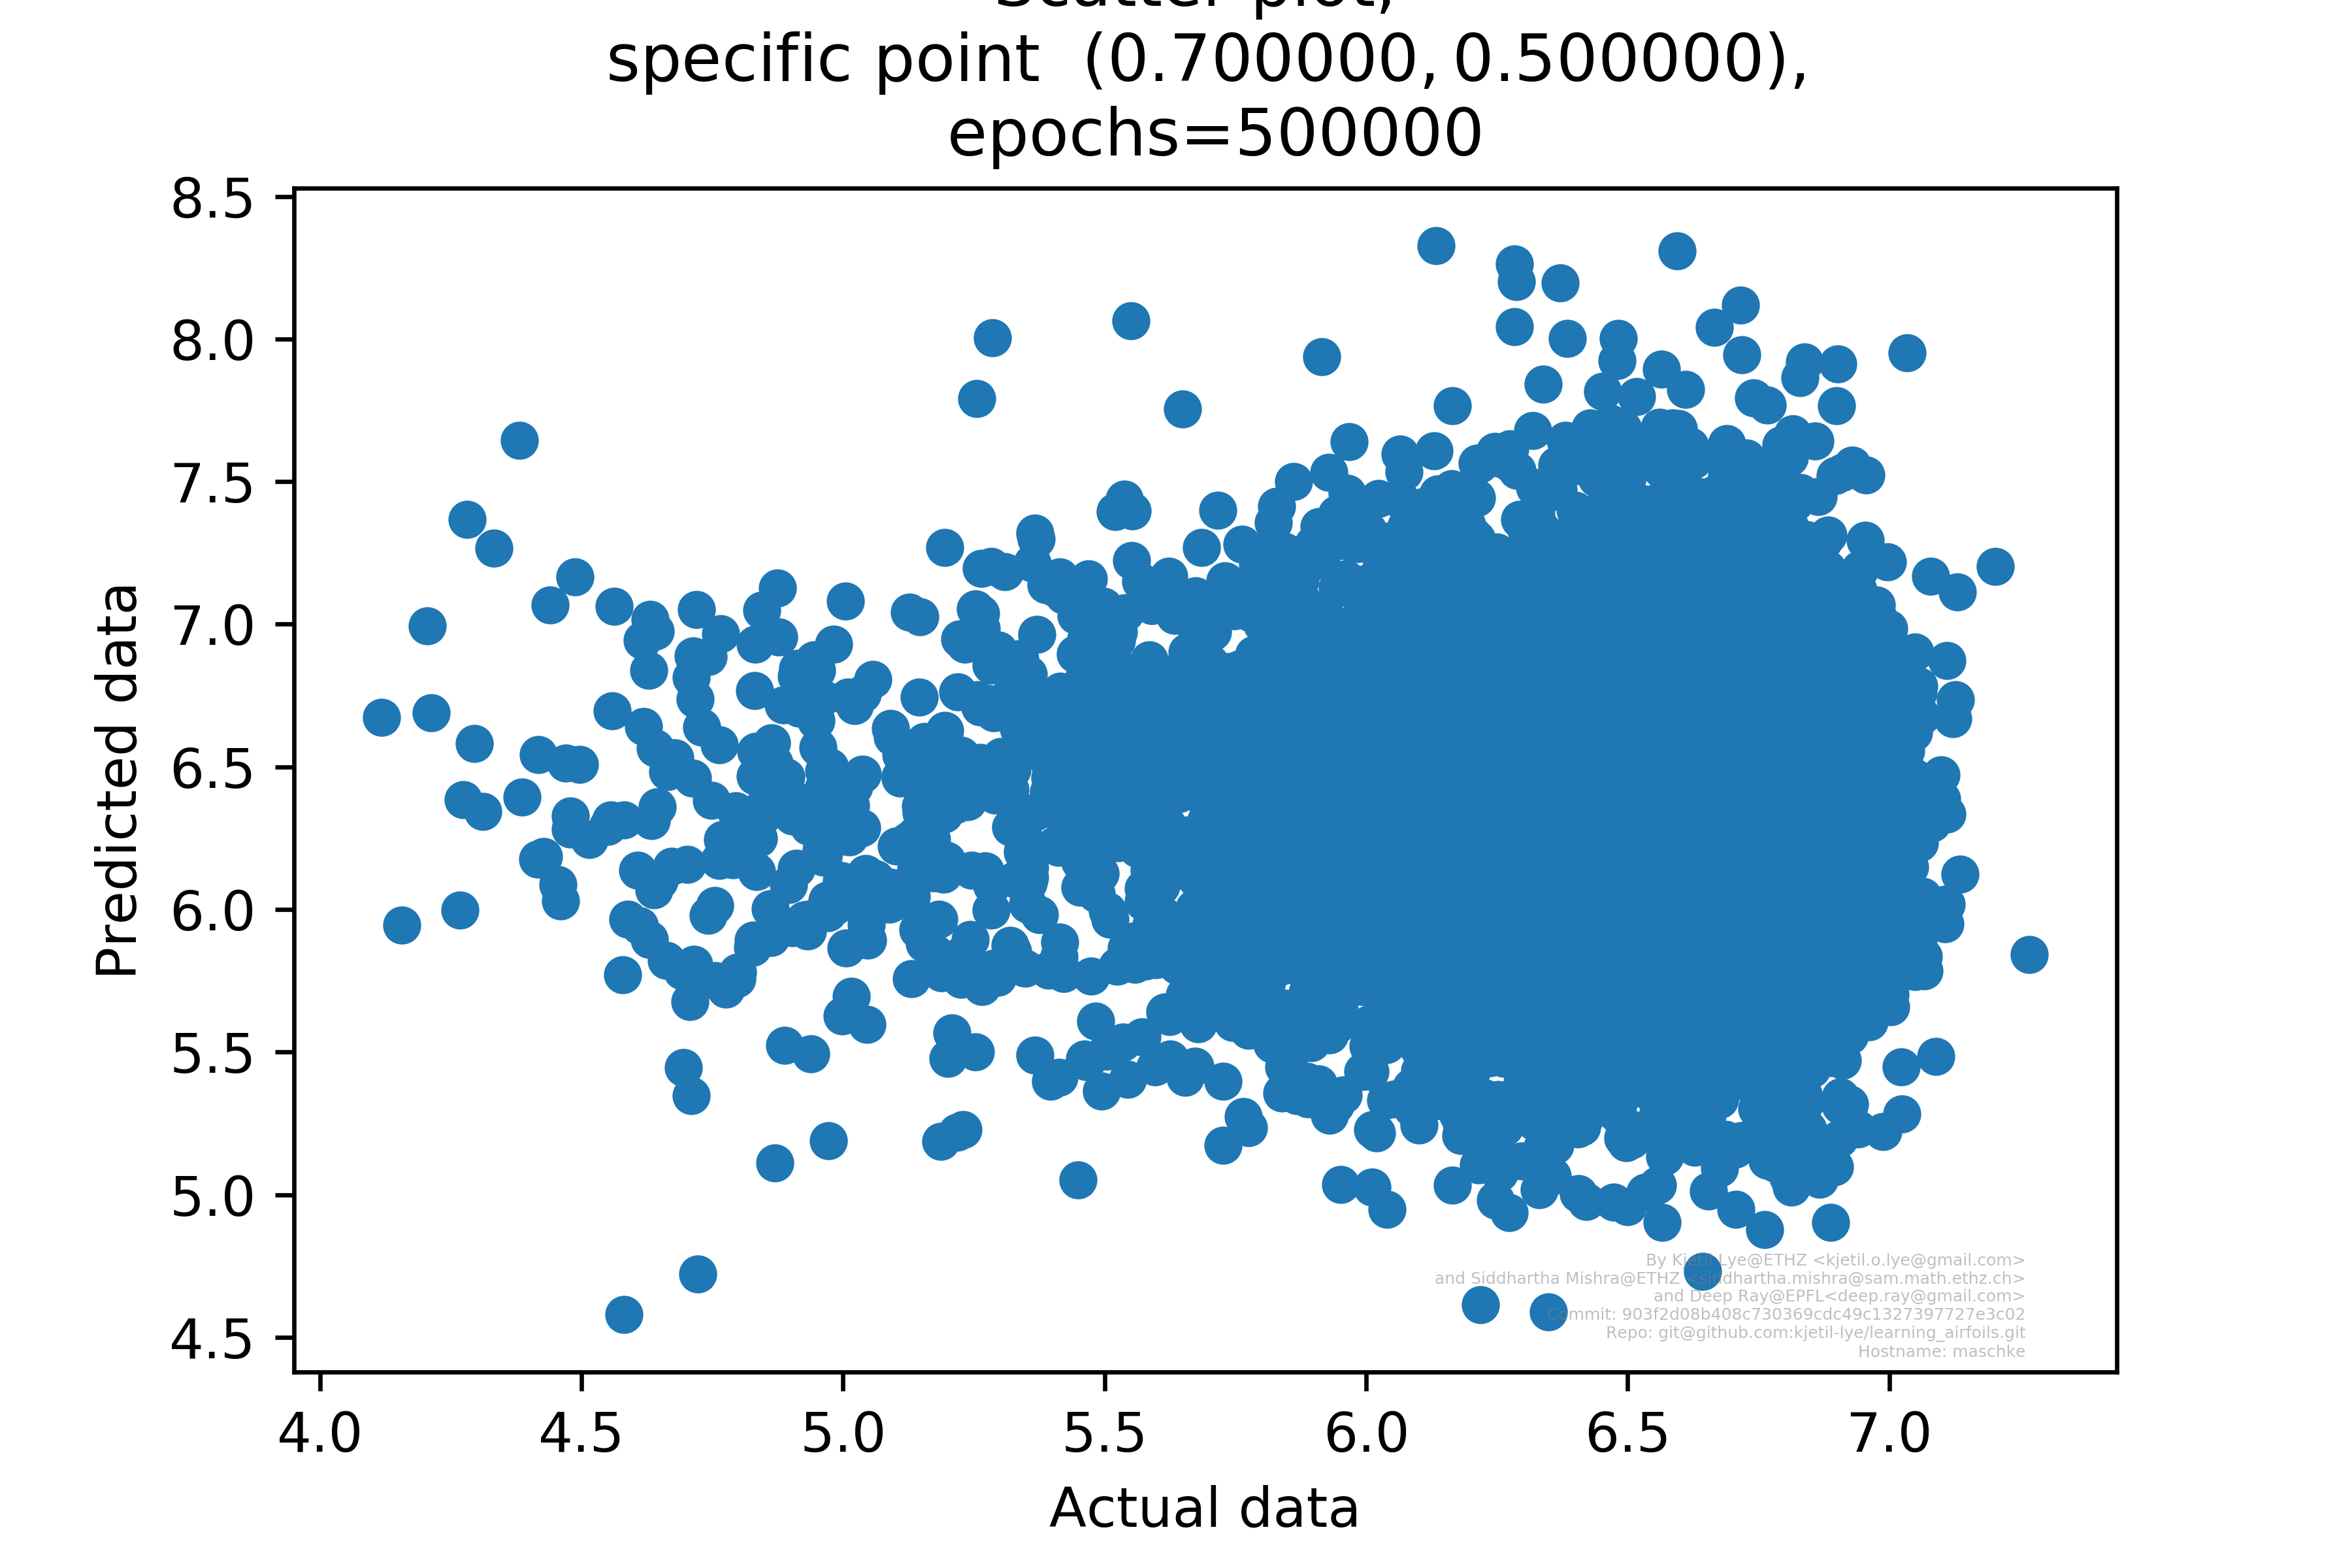 Scatter plot,
specific point (0.700000, 0.500000),
epochs=500000
8.5
8.0
7.5
7.0
6.5
6.0
5.5
5.0
4.5
Predicted data
4.0 4.5 5.0 5.5 6.0 6.5 7.0
Actual data
By Kjetil Lye@ETHZ <kjetil.o.lye@gmail.com>
and Siddhartha Mishra@ETHZ <siddhartha.mishra@sam.math.ethz.ch>
and Deep Ray@EPFL<deep.ray@gmail.com>
Commit: 903f2d08b408c730369cdc49c1327397727e3c02
Repo: git@github.com:kjetil-lye/learning_airfoils.git
Hostname: maschke